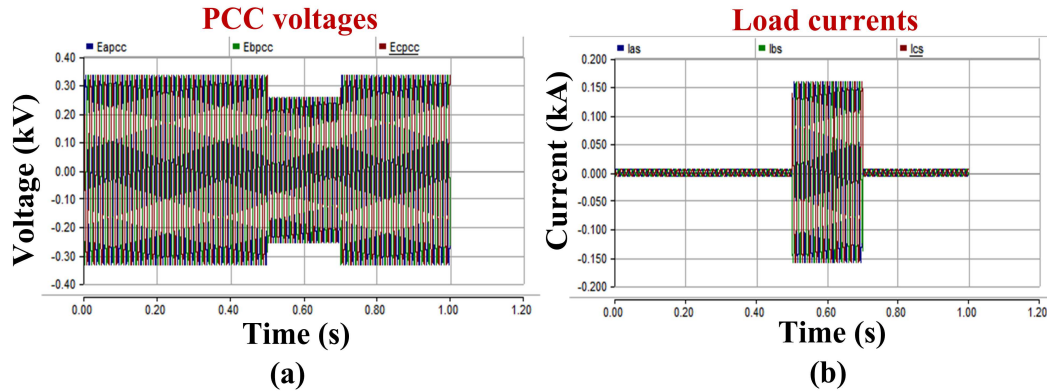 PCC voltages
Eapcc Ebpcc Ecpcc
0.40
0.30
0.20
0.10
0.00
-0.10
-0.20
-0.30
-0.40
Voltage (kV)
0.00 0.20 0.40 0.60 0.80 1.00 1.20
Time (s)
(a)
Load currents
Ias Ibs Ics
0.200
0.150
0.100
0.050
0.000
-0.050
-0.100
-0.150
-0.200
Current (kA)
0.00 0.20 0.40 0.60 0.80 1.00 1.20
Time (s)
(b)